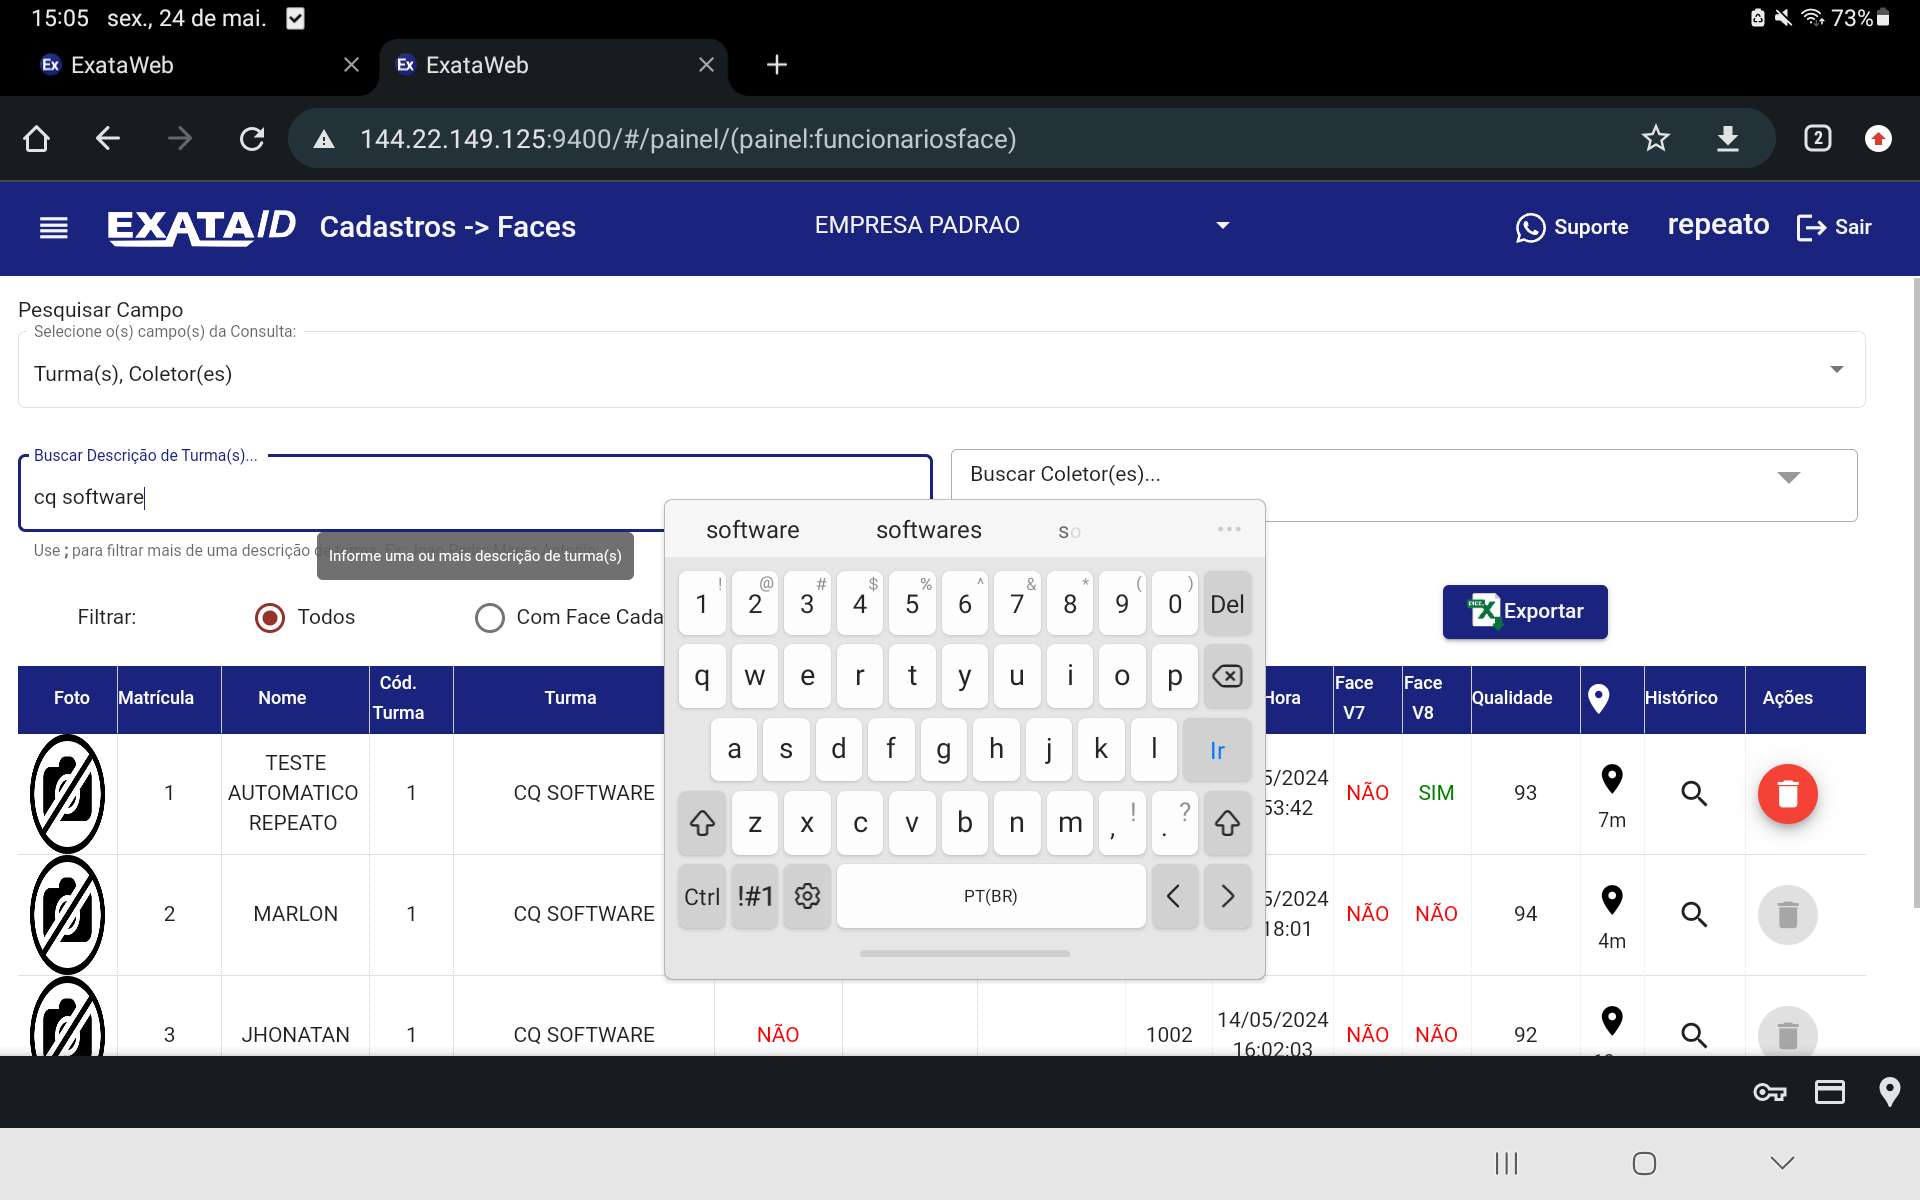 15:05 sex., 24 de mai. 73%
Ex ExataWeb Ex ExataWeb
144.22.149.125:9400/#/painel/(painel:funcionariosface) 2
EXATA/ID Cadastros -> Faces EMPRESA PADRAO Suporte repeato Sair
Pesquisar Campo
Selecione o(s) campo(s) da Consulta:
Turma(s), Coletor(es)
Buscar Descrição de Turma(s)...
cq software
Buscar Coletor(es)...
Use ; para filtrar mais de uma descrição
Informe uma ou mais descrição de turma(s)
Filtrar: Todos Com Face Cada
Exportar
software softwares so ...
! @ # $ % ^ & * ( )
1 2 3 4 5 6 7 8 9 0 Del
q w e r t y u i o p
a s d f g h j k l Ir
z x c v b n m , ! . ?
Ctrl !#1 PT(BR) < >
Foto Matrícula Nome Cód. Turma Turma Hora Face V7 Face V8 Qualidade Histórico Ações
1 TESTE AUTOMATICO REPEATO 1 CQ SOFTWARE 5/2024 53:42 NÃO SIM 93 7m
2 MARLON 1 CQ SOFTWARE 5/2024 18:01 NÃO NÃO 94 4m
3 JHONATAN 1 CQ SOFTWARE NÃO 1002 14/05/2024 16:02:03 NÃO NÃO 92